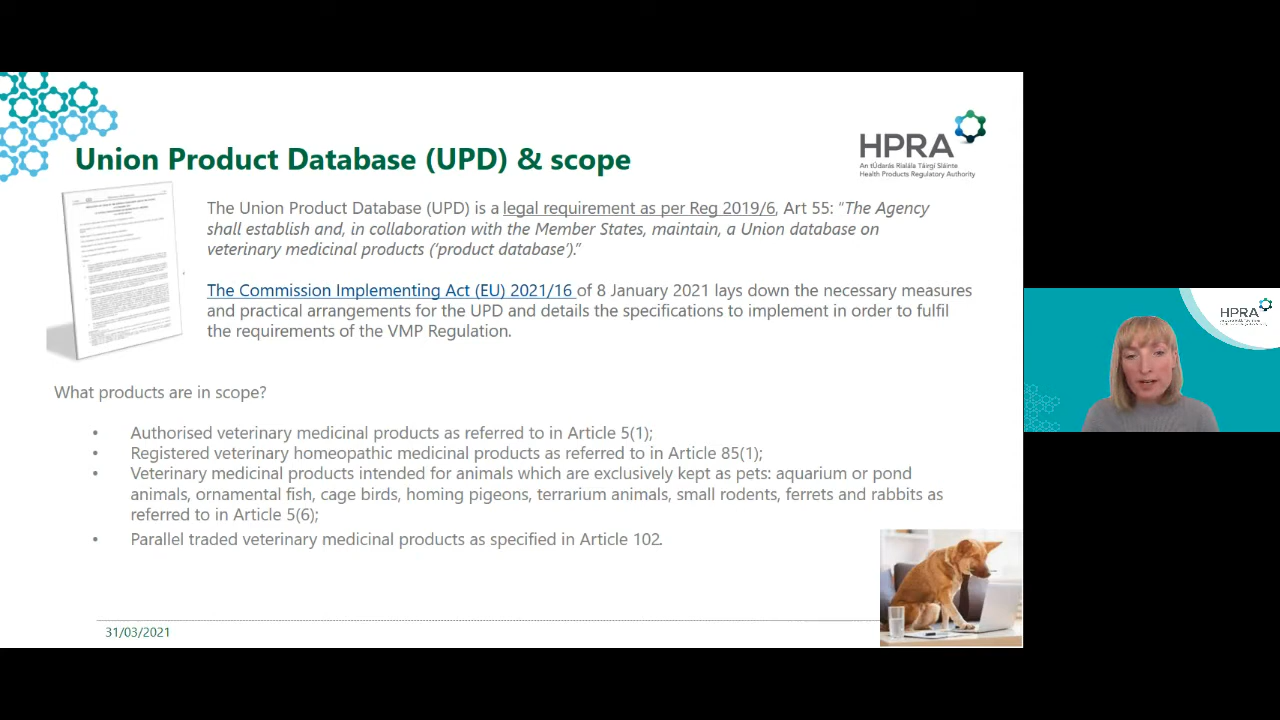 Union Product Database (UPD) & scope
HPRA
An tÚdarás Rialála Táirgí Sláinte
Health Products Regulatory Authority
The Union Product Database (UPD) is a legal requirement as per Reg 2019/6, Art 55: “The Agency
shall establish and, in collaboration with the Member States, maintain, a Union database on
veterinary medicinal products (‘product database’).”
The Commission Implementing Act (EU) 2021/16 of 8 January 2021 lays down the necessary measures
and practical arrangements for the UPD and details the specifications to implement in order to fulfil
the requirements of the VMP Regulation.
What products are in scope?
• Authorised veterinary medicinal products as referred to in Article 5(1);
• Registered veterinary homeopathic medicinal products as referred to in Article 85(1);
• Veterinary medicinal products intended for animals which are exclusively kept as pets: aquarium or pond
animals, ornamental fish, cage birds, homing pigeons, terrarium animals, small rodents, ferrets and rabbits as
referred to in Article 5(6);
• Parallel traded veterinary medicinal products as specified in Article 102.
31/03/2021
HPRA